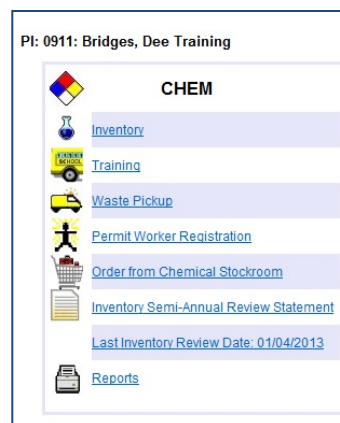 PI: 0911: Bridges, Dee Training
CHEM
Inventory
Training
Waste Pickup
Permit Worker Registration
Order from Chemical Stockroom
Inventory Semi-Annual Review Statement
Last Inventory Review Date: 01/04/2013
Reports